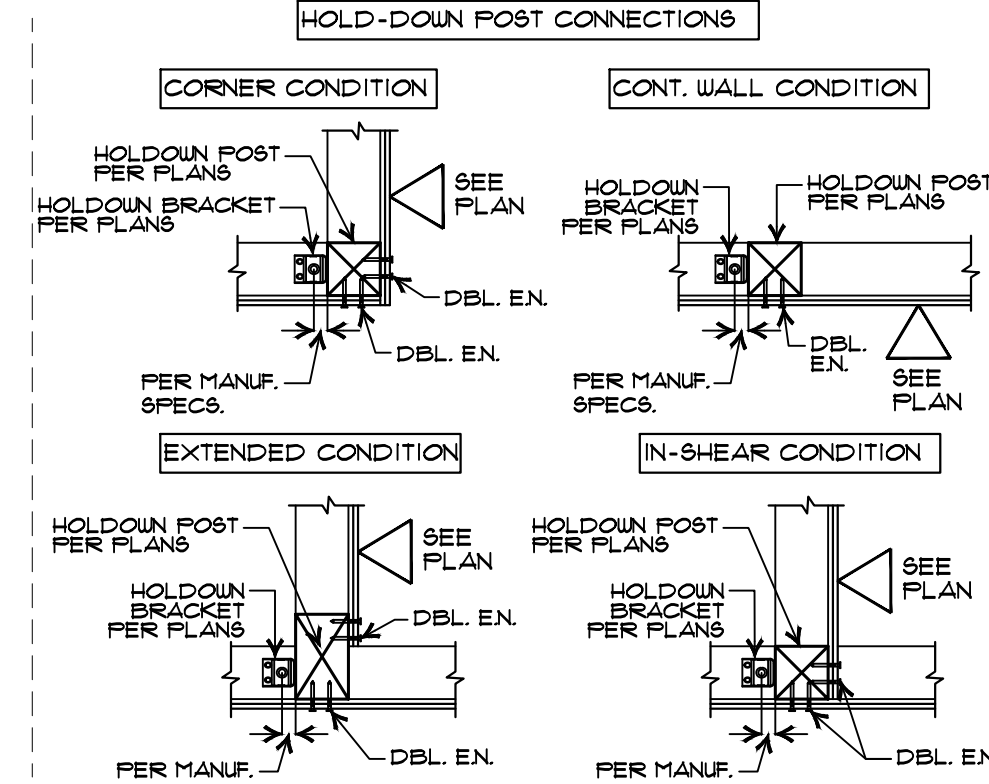 HOLD-DOWN POST CONNECTIONS
CORNER CONDITION
HOLDOWN POST
PER PLANS
HOLDOWN BRACKET
PER PLANS
SEE
PLAN
DBL. E.N.
DBL. E.N.
PER MANUF.
SPECS.
CONT. WALL CONDITION
HOLDOWN
BRACKET
PER PLANS
HOLDOWN POST
PER PLANS
DBL.
E.N.
SEE
PLAN
PER MANUF.
SPECS.
EXTENDED CONDITION
HOLDOWN POST
PER PLANS
SEE
PLAN
HOLDOWN
BRACKET
PER PLANS
DBL. E.N.
DBL. E.N.
PER MANUF.
IN-SHEAR CONDITION
HOLDOWN POST
PER PLANS
SEE
PLAN
HOLDOWN
BRACKET
PER PLANS
DBL. E.N
PER MANUF.